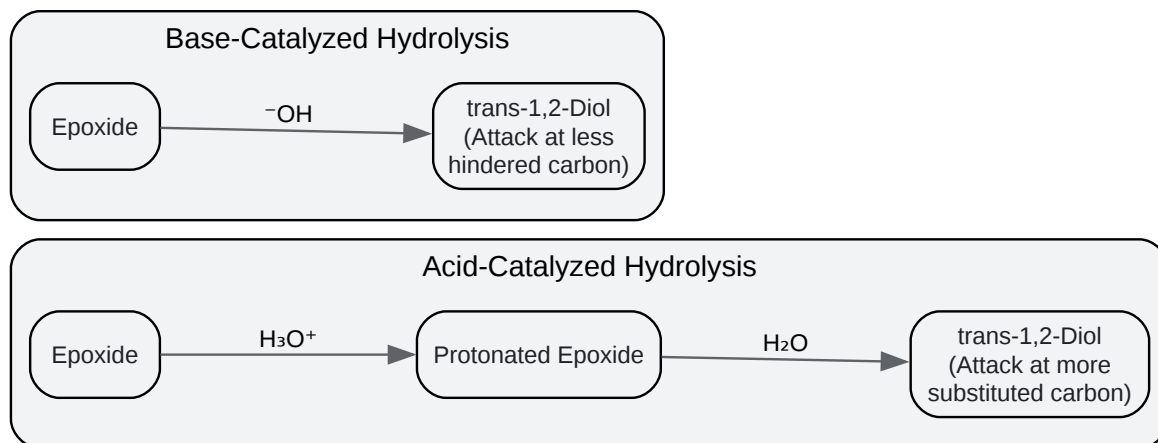 Base-Catalyzed Hydrolysis
Epoxide
⁻OH
trans-1,2-Diol
(Attack at less
hindered carbon)
Acid-Catalyzed Hydrolysis
Epoxide
H₃O⁺
Protonated Epoxide
H₂O
trans-1,2-Diol
(Attack at more
substituted carbon)